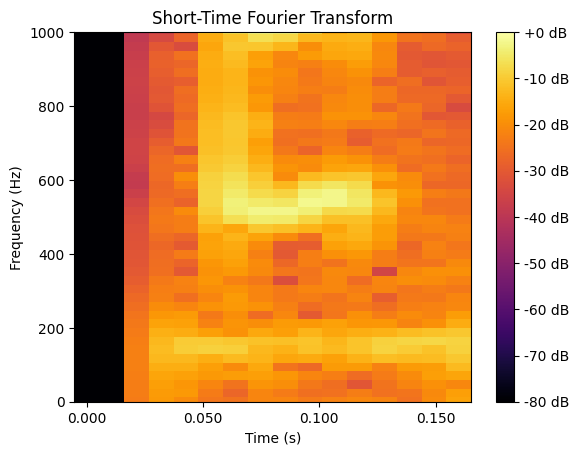 Short-Time Fourier Transform
1000
800
600
400
200
0
Frequency (Hz)
0.000
0.050
0.100
0.150
Time (s)
+0 dB
-10 dB
-20 dB
-30 dB
-40 dB
-50 dB
-60 dB
-70 dB
-80 dB